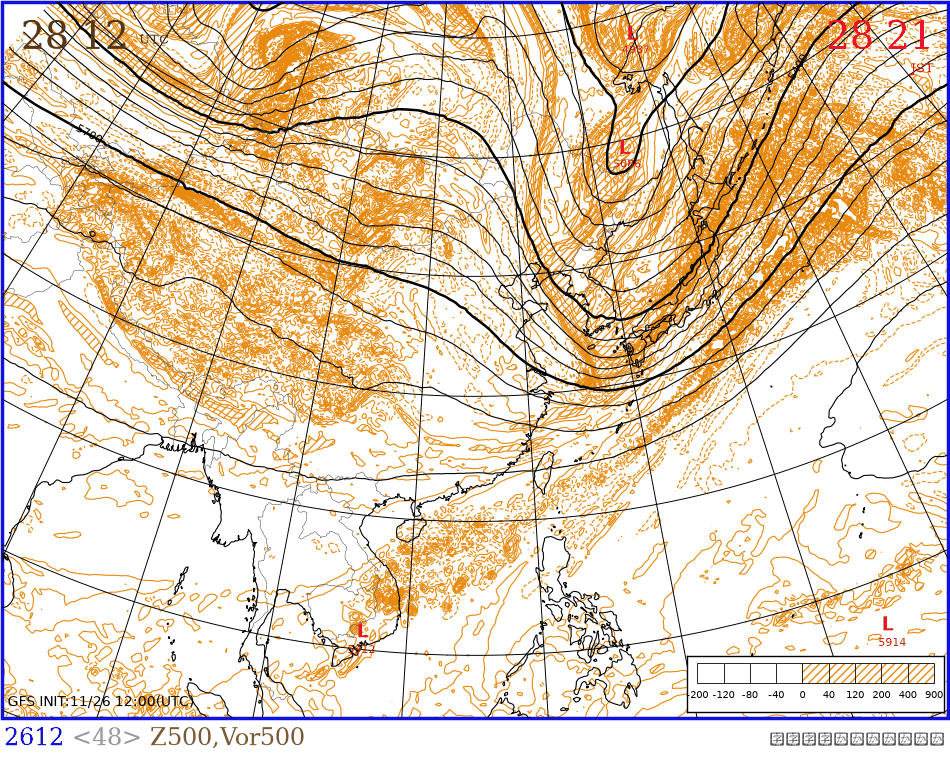 28 12 UTC
28 21
JST
L
L
5700
L
L
5914
-200 -120 -80 -40 0 40 120 200 400 900
GFS INIT:11/26 12:00(UTC)
2612 <48> Z500,Vor500